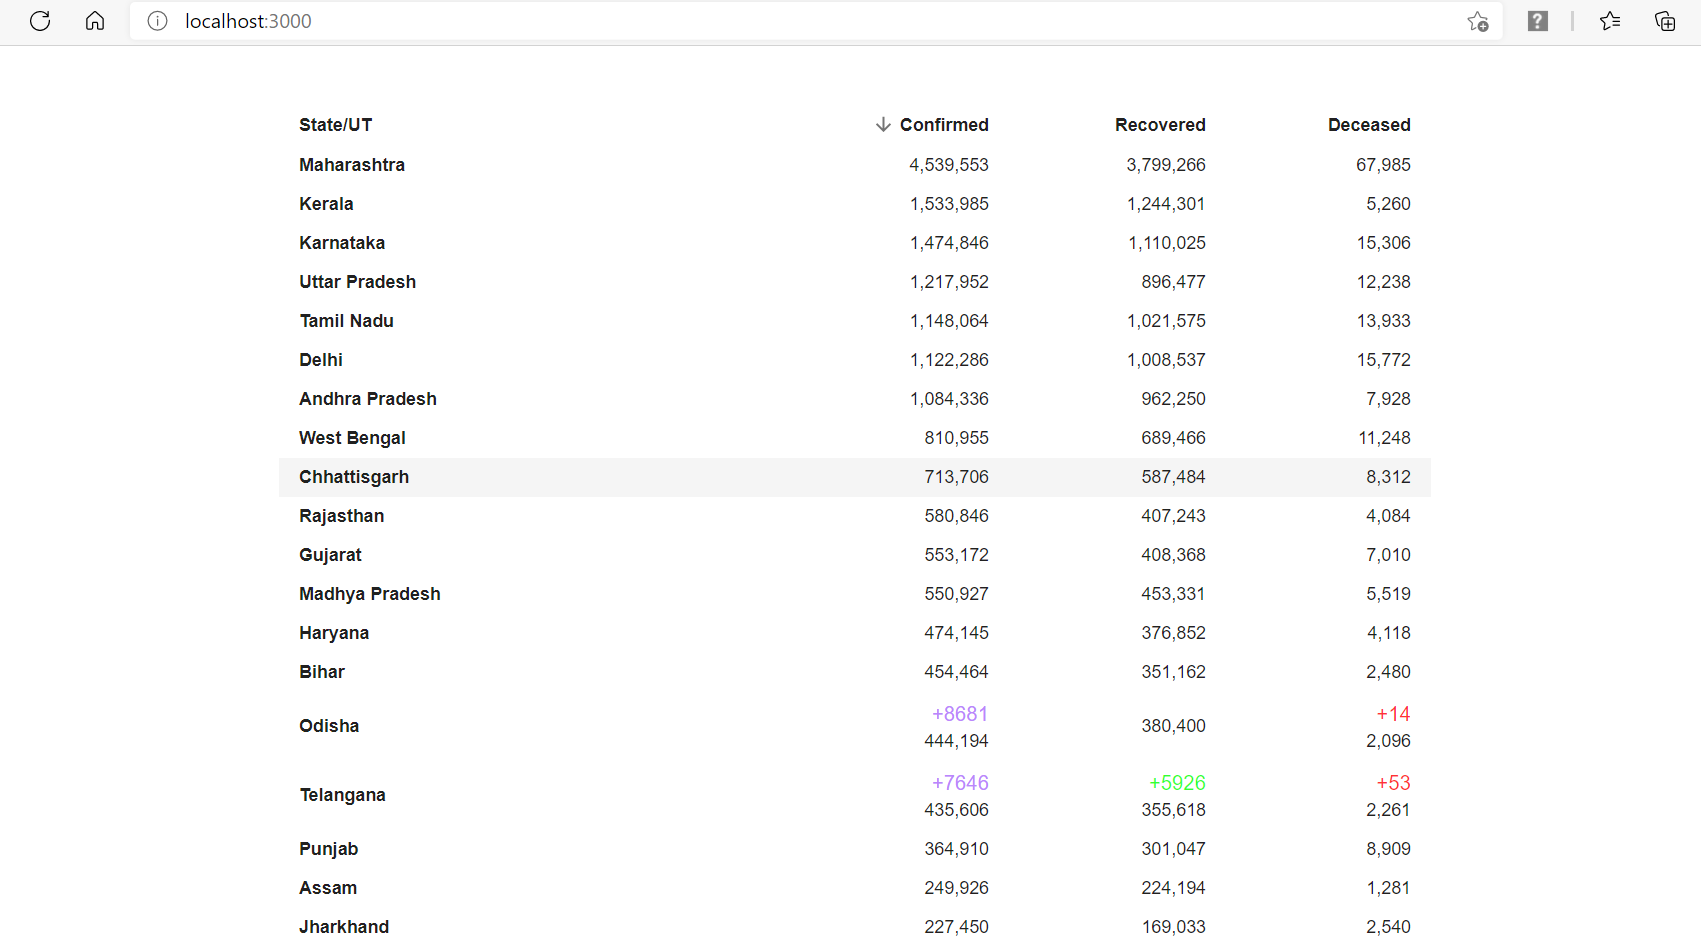 localhost:3000
State/UT Confirmed Recovered Deceased
Maharashtra 4,539,553 3,799,266 67,985
Kerala 1,533,985 1,244,301 5,260
Karnataka 1,474,846 1,110,025 15,306
Uttar Pradesh 1,217,952 896,477 12,238
Tamil Nadu 1,148,064 1,021,575 13,933
Delhi 1,122,286 1,008,537 15,772
Andhra Pradesh 1,084,336 962,250 7,928
West Bengal 810,955 689,466 11,248
Chhattisgarh 713,706 587,484 8,312
Rajasthan 580,846 407,243 4,084
Gujarat 553,172 408,368 7,010
Madhya Pradesh 550,927 453,331 5,519
Haryana 474,145 376,852 4,118
Bihar 454,464 351,162 2,480
+8681 +14
Odisha 380,400
444,194 2,096
+7646 +5926 +53
Telangana
435,606 355,618 2,261
Punjab 364,910 301,047 8,909
Assam 249,926 224,194 1,281
Jharkhand 227,450 169,033 2,540